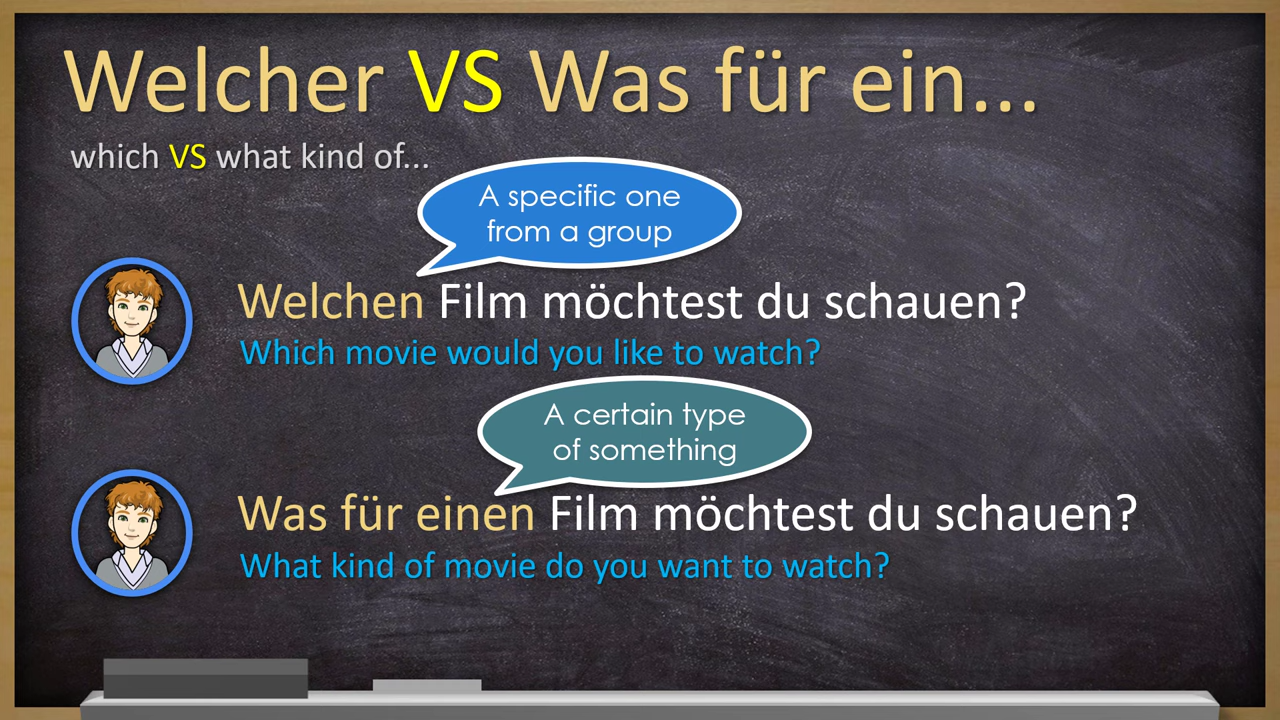 Welcher VS Was für ein...
which VS what kind of...
A specific one
from a group
Welchen Film möchtest du schauen?
Which movie would you like to watch?
A certain type
of something
Was für einen Film möchtest du schauen?
What kind of movie do you want to watch?